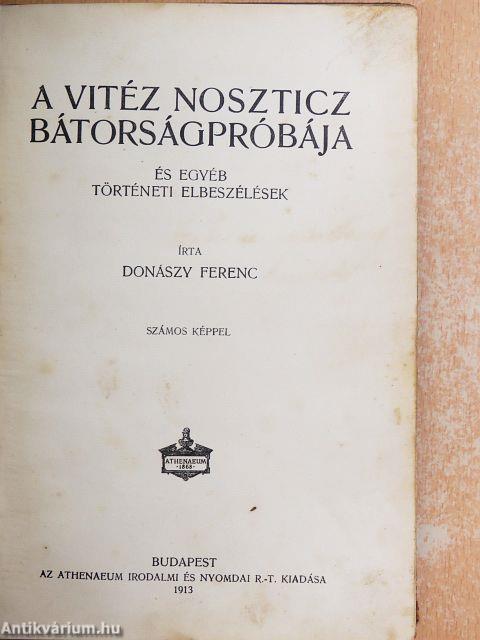 A VITÉZ NOSZTICZ
BÁTORSÁGPRÓBÁJA
ÉS EGYÉB
TÖRTÉNETI ELBESZÉLÉSEK
ÍRTA
DONÁSZY FERENC
SZÁMOS KÉPPEL
ATHENAEUM
·1868·
BUDAPEST
AZ ATHENAEUM IRODALMI ÉS NYOMDAI R.-T. KIADÁSA
1913
Antikvárium.hu